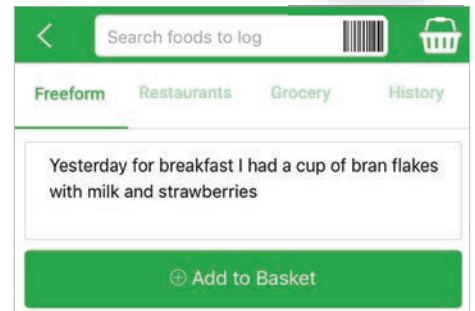 Search foods to log
Freeform Restaurants Grocery History
Yesterday for breakfast I had a cup of bran flakes
with milk and strawberries
⊕ Add to Basket